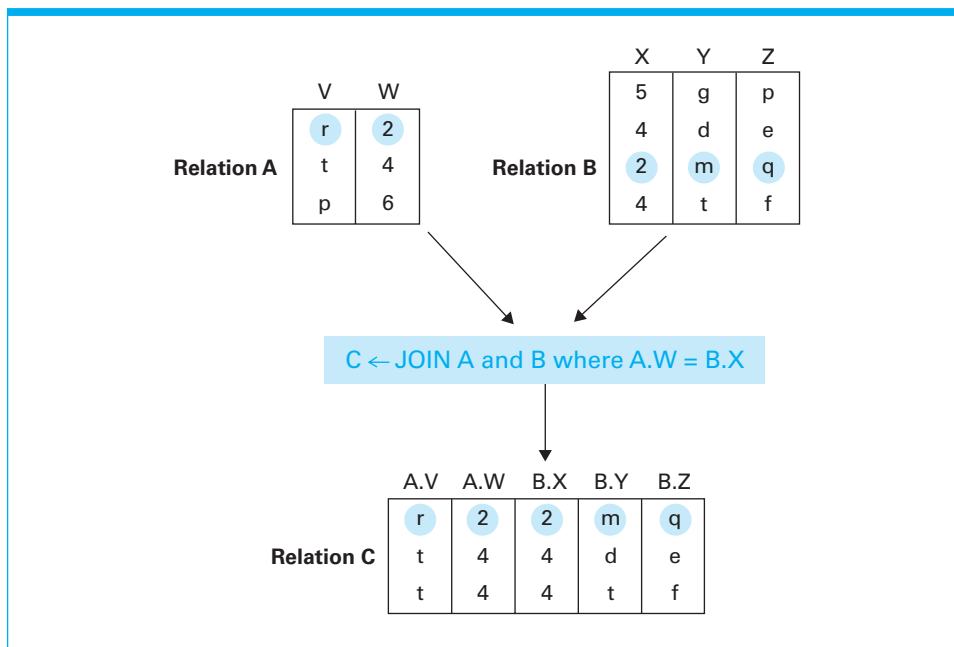 X Y Z
V W
5 g p
r 2
4 d e
Relation A
t 4
Relation B
2 m q
p 6
4 t f
C ← JOIN A and B where A.W = B.X
A.V A.W B.X B.Y B.Z
r 2 2 m q
Relation C
t 4 4 d e
t 4 4 t f